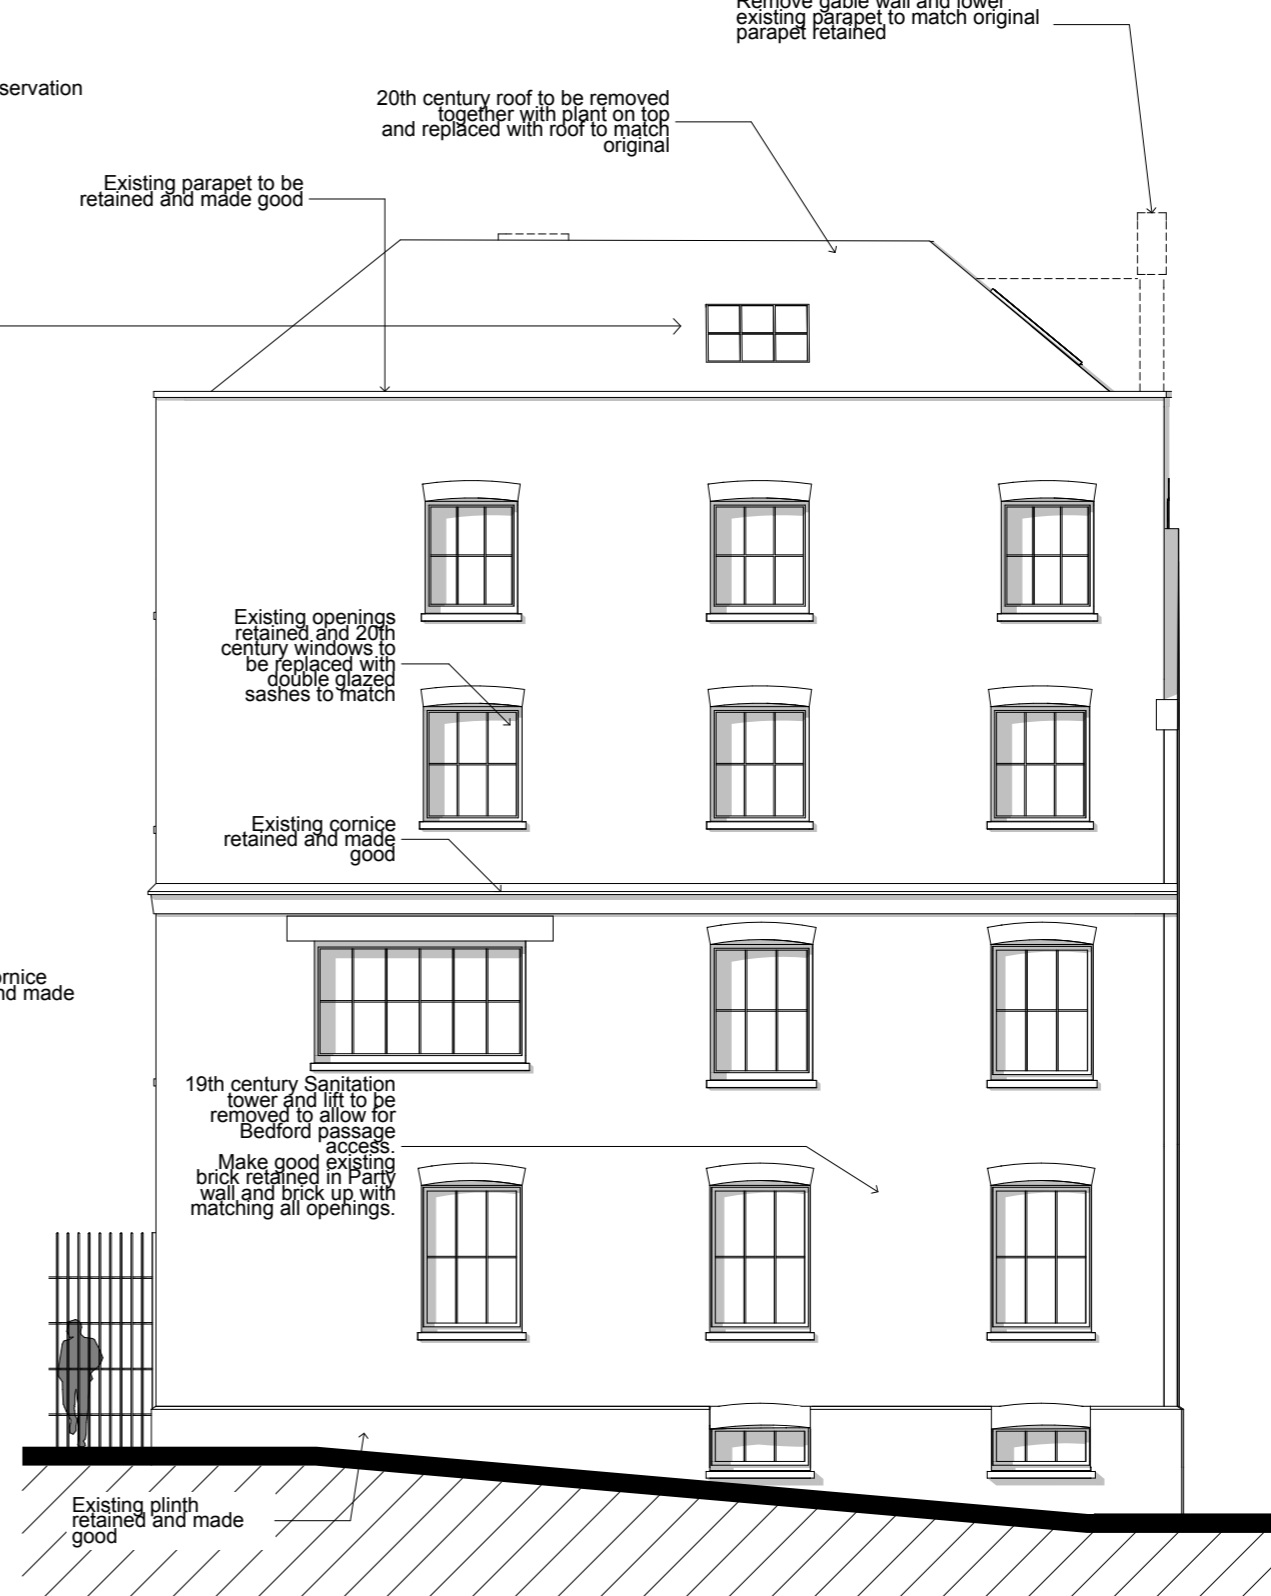 Remove gable wall and lower
existing parapet to match original
parapet retained
servation
20th century roof to be removed
together with plant on top
and replaced with roof to match
original
Existing parapet to be
retained and made good
Existing openings
retained and 20th
century windows to
be replaced with
double glazed
sashes to match
Existing cornice
retained and made
good
ornice
nd made
19th century Sanitation
tower and lift to be
removed to allow for
Bedford passage
access.
Make good existing
brick retained in Party
wall and brick up with
matching all openings.
Existing plinth
retained and made
good